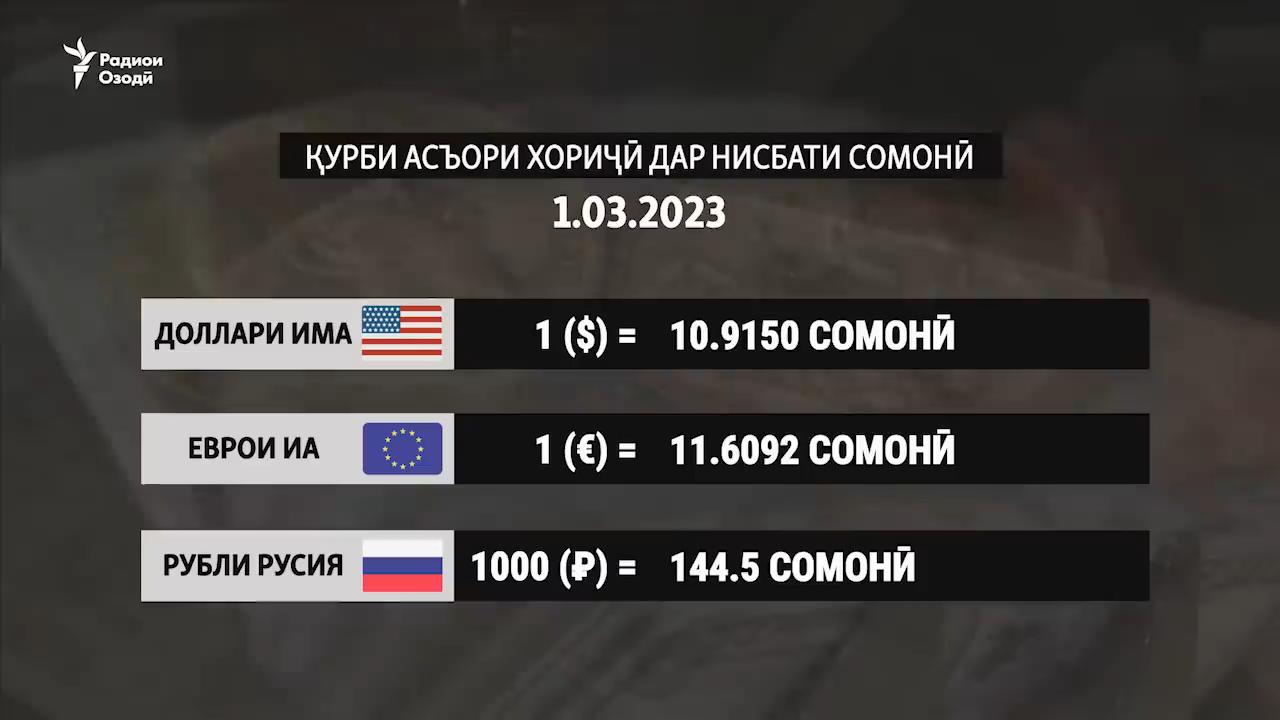 Радиои
Озодӣ
ҚУРБИ АСЪОРИ ХОРИҶӢ ДАР НИСБАТИ СОМОНӢ
1.03.2023
ДОЛЛАРИ ИМА 1 ($) = 10.9150 СОМОНӢ
ЕВРОИ ИА 1 (€) = 11.6092 СОМОНӢ
РУБЛИ РУСИЯ 1000 (₽) = 144.5 СОМОНӢ